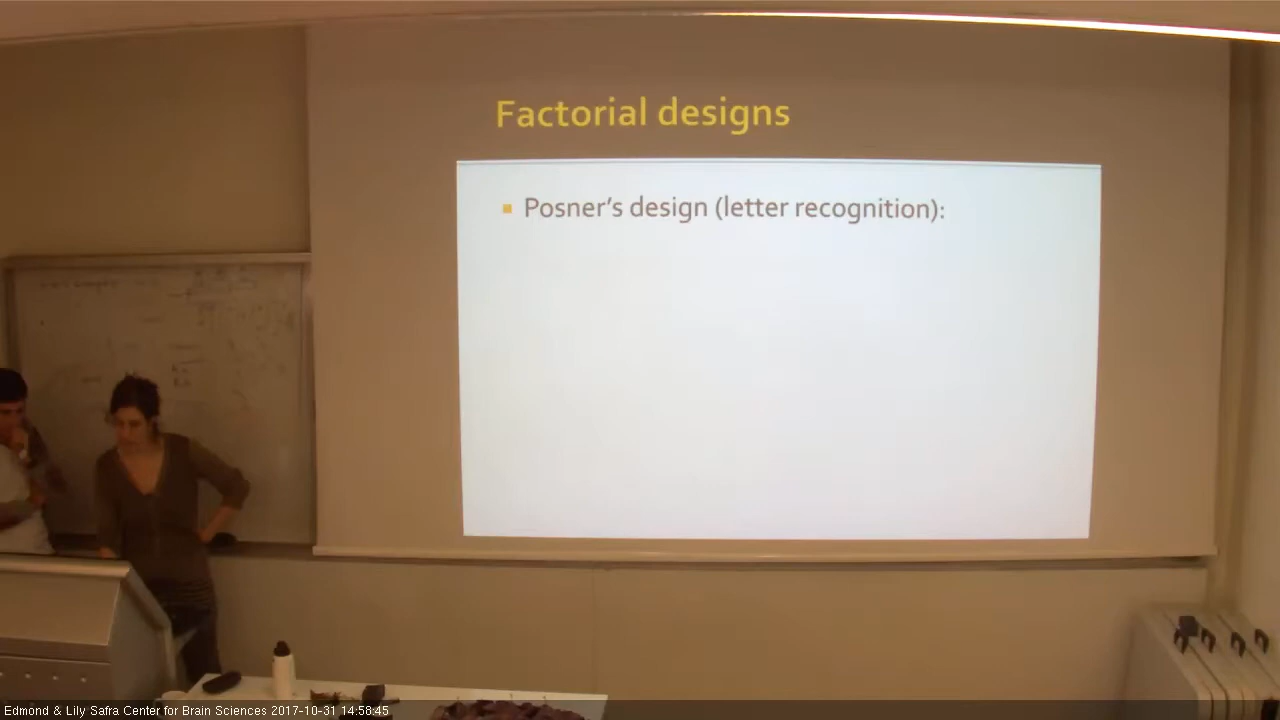 Factorial designs
▪ Posner's design (letter recognition):
Edmond & Lily Safra Center for Brain Sciences 2017-10-31 14:58:45